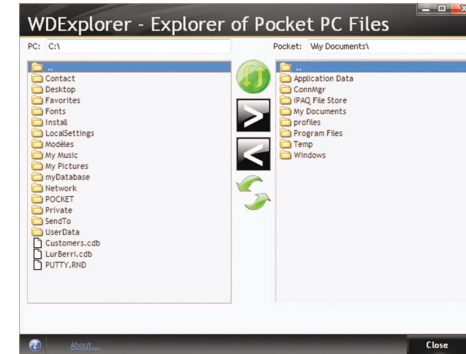 WDExplorer - Explorer of Pocket PC Files
PC: C:\
Pocket: \My Documents\
..
Contact
Desktop
Favorites
Fonts
Install
LocalSettings
Modèles
My Music
My Pictures
myDatabase
Network
POCKET
Private
SendTo
UserData
Customers.cdb
LurBerri.cdb
PUTTY.RND
..
Application Data
ConnMgr
iPAQ File Store
My Documents
profiles
Program Files
Temp
Windows
About...
Close